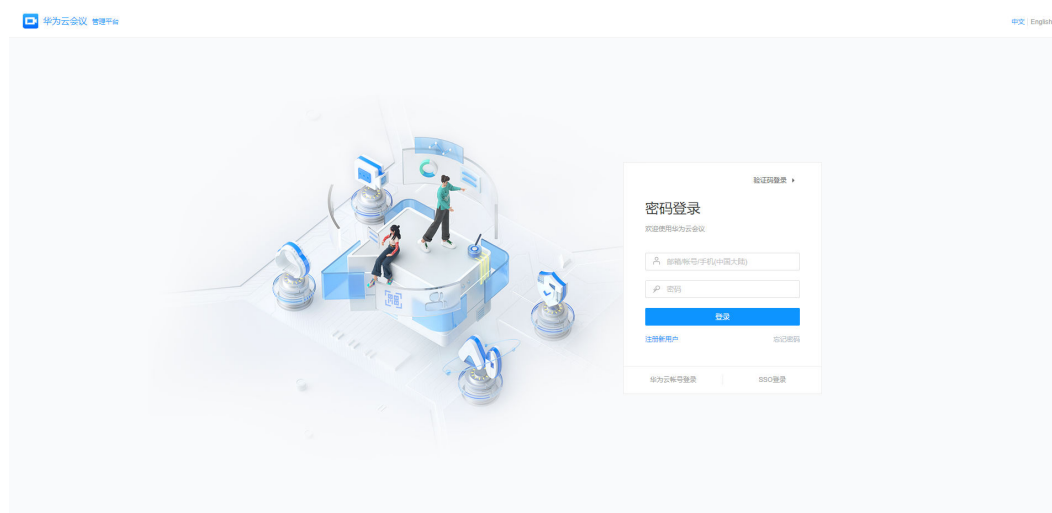 华为云会议 管理平台
中文 | English
验证码登录
密码登录
欢迎使用华为云会议
邮箱/帐号/手机(中国大陆)
密码
登录
注册新用户 忘记密码
华为云帐号登录 SSO登录